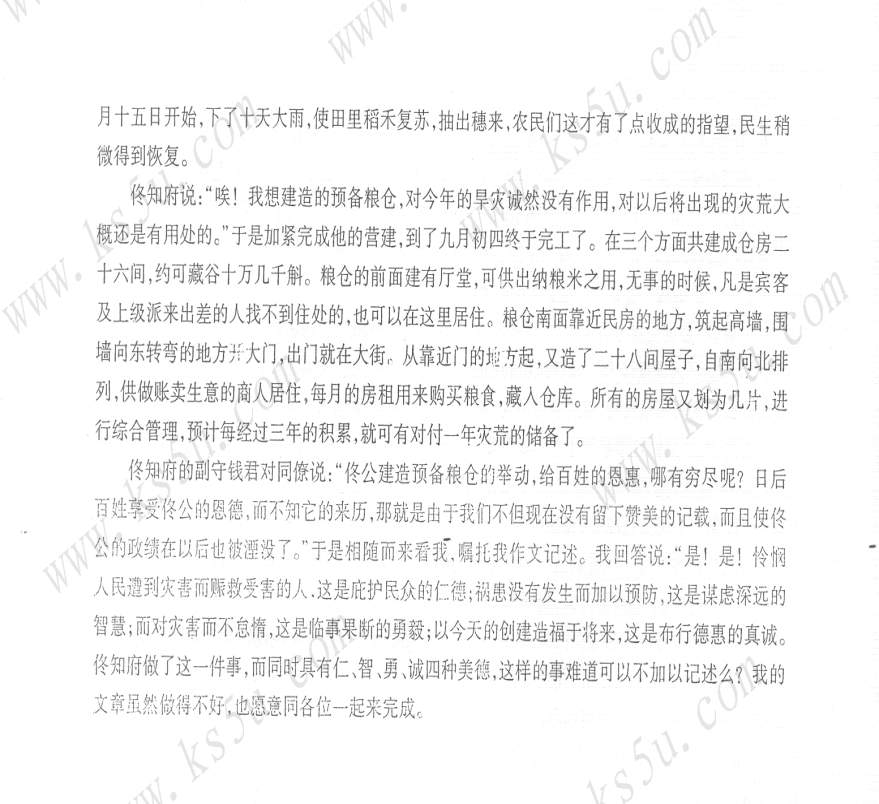 月十五日开始,下了十天大雨,使田里稻禾复苏,抽出穗来,农民们这才有了点收成的指望,民生稍
微得到恢复。
佟知府说:“唉!我想建造的预备粮仓,对今年的旱灾诚然没有作用,对以后将出现的灾荒大
概还是有用处的。”于是加紧完成他的营建,到了九月初四终于完工了。在三个方面共建成仓房二
十六间,约可藏谷十万几千斛。粮仓的前面建有厅堂,可供出纳粮米之用,无事的时候,凡是宾客
及上级派来出差的人找不到住处的,也可以在这里居住。粮仓南面靠近民房的地方,筑起高墙,围
墙向东转弯的地方开大门,出门就在大街。从靠近门的地方起,又造了二十八间屋子,自南向北排
列,供做账卖生意的商人居住,每月的房租用来购买粮食,藏入仓库。所有的房屋又划为几片,进
行综合管理,预计每经过三年的积累,就可有对付一年灾荒的储备了。
佟知府的副守钱君对同僚说:“佟公建造预备粮仓的举动,给百姓的恩惠,哪有穷尽呢?日后
百姓享受佟公的恩德,而不知它的来历,那就是由于我们不但现在没有留下赞美的记载,而且使佟
公的政绩在以后也被湮没了。”于是相随而来看我,嘱托我作文记述。我回答说:“是!是!怜悯
人民遭到灾害而赈救受害的人、这是庇护民众的仁德;祸患没有发生而加以预防,这是谋虑深远的
智慧;而对灾害而不怠惰,这是临事果断的勇毅;以今天的创建造福于将来,这是布行德惠的真诚。
佟知府做了这一件事,而同时具有仁、智、勇、诚四种美德,这样的事难道可以不加以记述么?我的
文章虽然做得不好,也愿意同各位一起来完成。
www.ks5u.com
www.ks5u.com
www.ks5u.com
www.ks5u.com
www.ks5u.com
www.ks5u.com